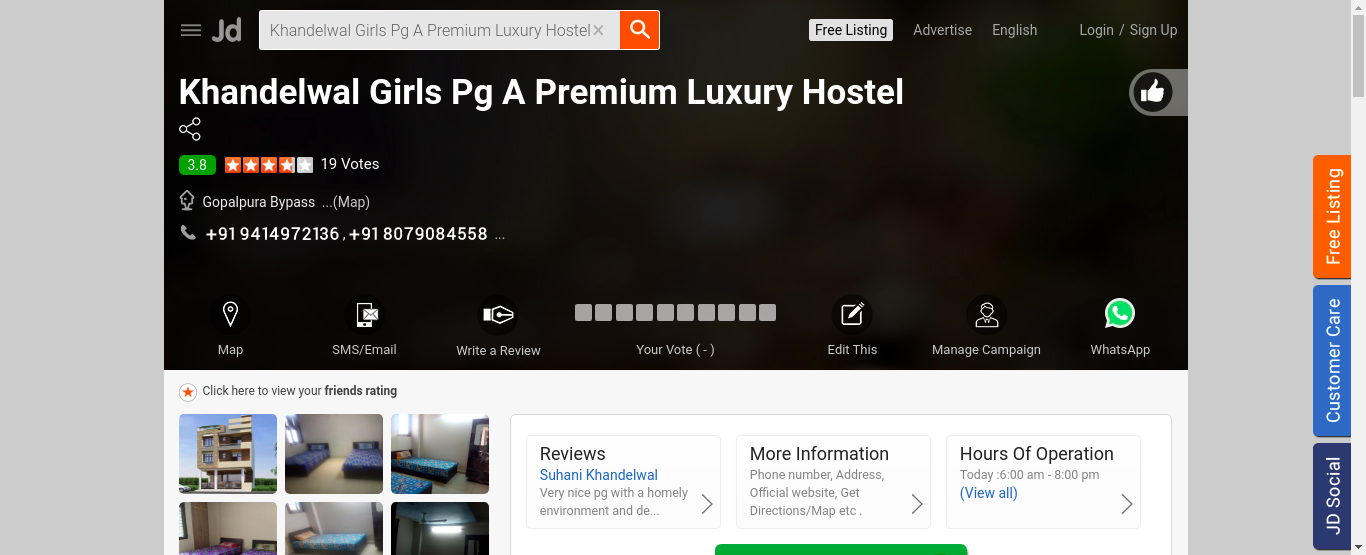 Jd Khandelwal Girls Pg A Premium Luxury Hostel Free Listing Advertise English Login / Sign Up
Khandelwal Girls Pg A Premium Luxury Hostel
3.8 19 Votes
Gopalpura Bypass ...(Map)
+91 9414972136 , +91 8079084558 ...
Map SMS/Email Write a Review Your Vote ( - ) Edit This Manage Campaign WhatsApp
Click here to view your friends rating
Reviews
Suhani Khandelwal
Very nice pg with a homely
environment and de...
More Information
Phone number, Address,
Official website, Get
Directions/Map etc .
Hours Of Operation
Today :6:00 am - 8:00 pm
(View all)
Free Listing
Customer Care
JD Social